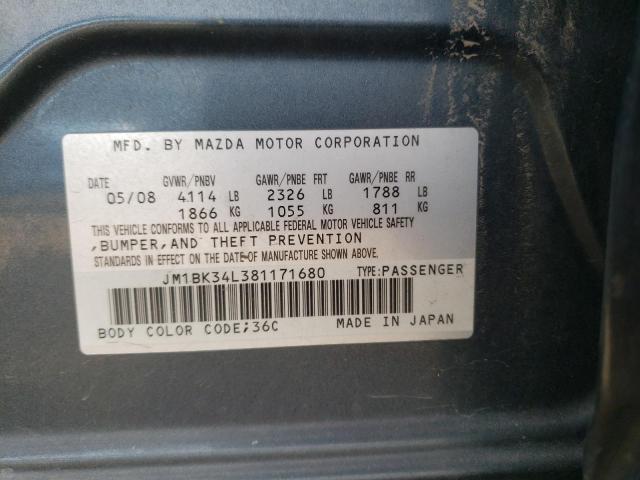 MFD. BY MAZDA MOTOR CORPORATION
DATE GVWR/PNBV GAWR/PNBE FRT GAWR/PNBE RR
05/08 4114 LB 2326 LB 1788 LB
1866 KG 1055 KG 811 KG
THIS VEHICLE CONFORMS TO ALL APPLICABLE FEDERAL MOTOR VEHICLE SAFETY
,BUMPER,AND THEFT PREVENTION
STANDARDS IN EFFECT ON THE DATE OF MANUFACTURE SHOWN ABOVE.
JM1BK34L381171680 TYPE:PASSENGER
BODY COLOR CODE;36C MADE IN JAPAN